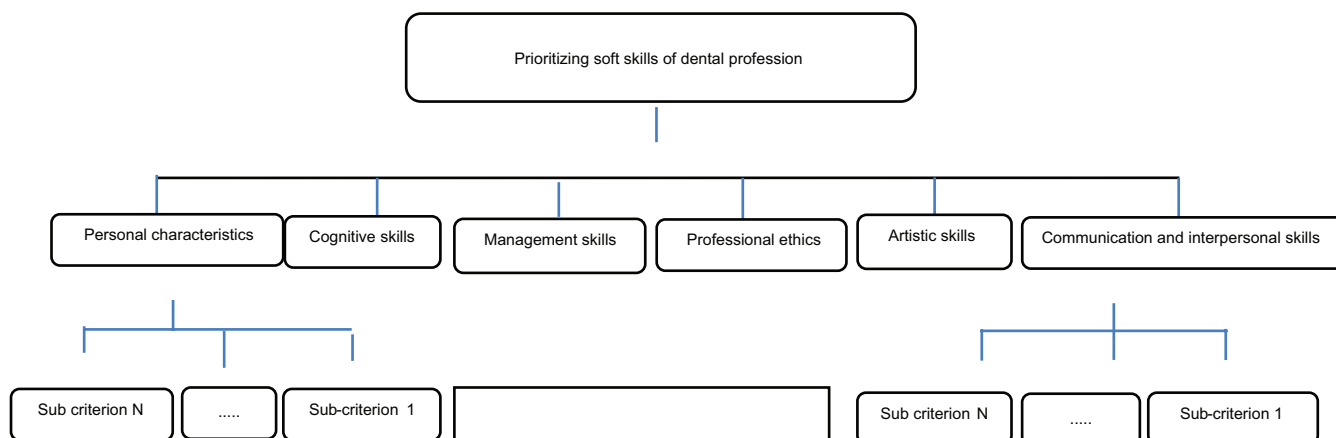 Prioritizing soft skills of dental profession
Personal characteristics
Cognitive skills
Management skills
Professional ethics
Artistic skills
Communication and interpersonal skills
Sub criterion N
.....
Sub-criterion 1
Sub criterion N
.....
Sub-criterion 1